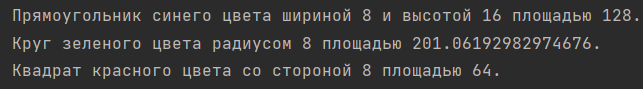 Прямоугольник синего цвета шириной 8 и высотой 16 площадью 128.
Круг зеленого цвета радиусом 8 площадью 201.06192982974676.
Квадрат красного цвета со стороной 8 площадью 64.